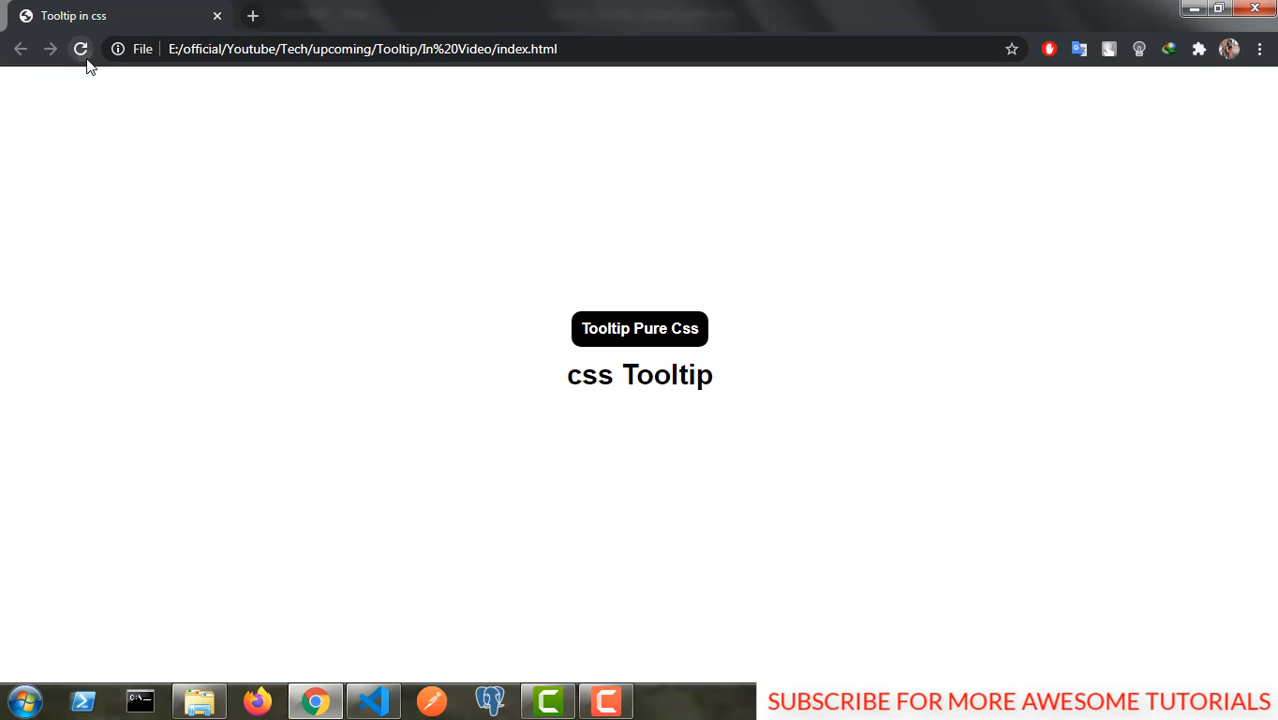 Tooltip in css
File
E:/official/Youtube/Tech/upcoming/Tooltip/In%20Video/index.html
Tooltip Pure Css
css Tooltip
SUBSCRIBE FOR MORE AWESOME TUTORIALS